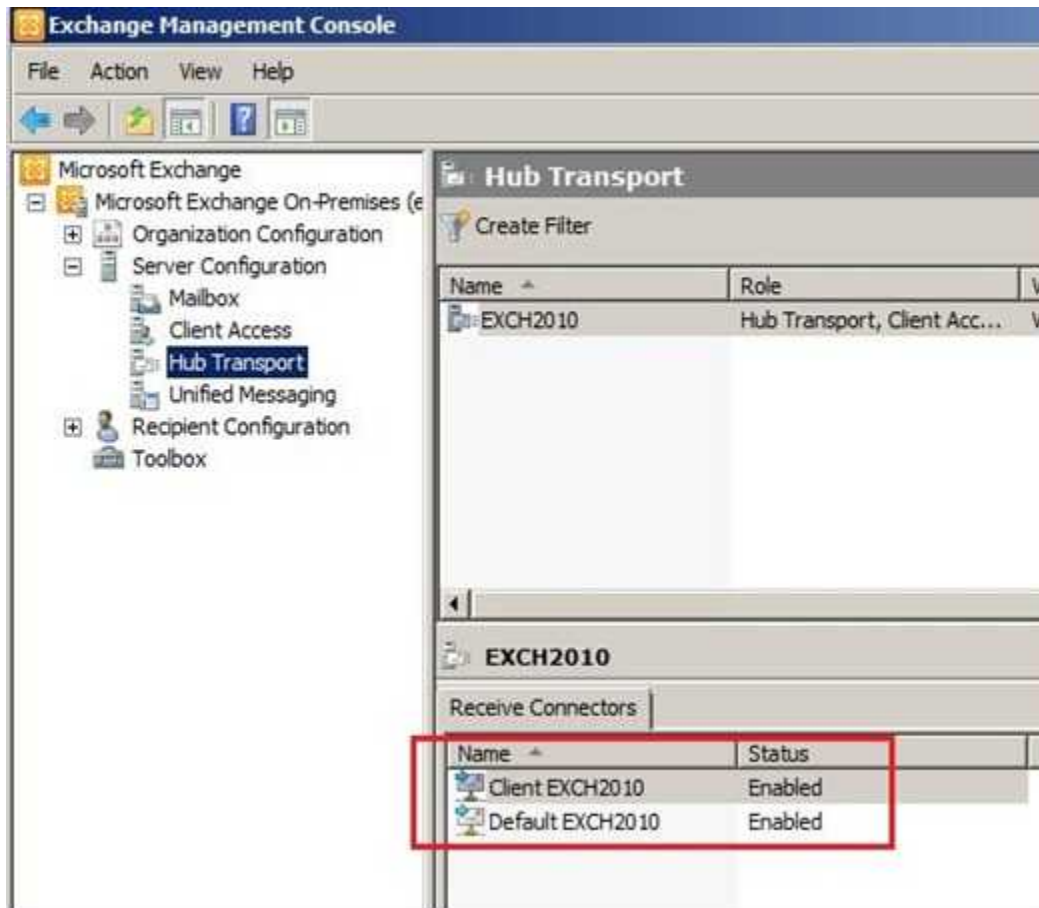 Exchange Management Console
File Action View Help
Microsoft Exchange
Microsoft Exchange On-Premises (e
Organization Configuration
Server Configuration
Mailbox
Client Access
Hub Transport
Unified Messaging
Recipient Configuration
Toolbox
Hub Transport
Create Filter
Name Role
EXCH2010 Hub Transport, Client Acc...
EXCH2010
Receive Connectors
Name Status
Client EXCH2010 Enabled
Default EXCH2010 Enabled